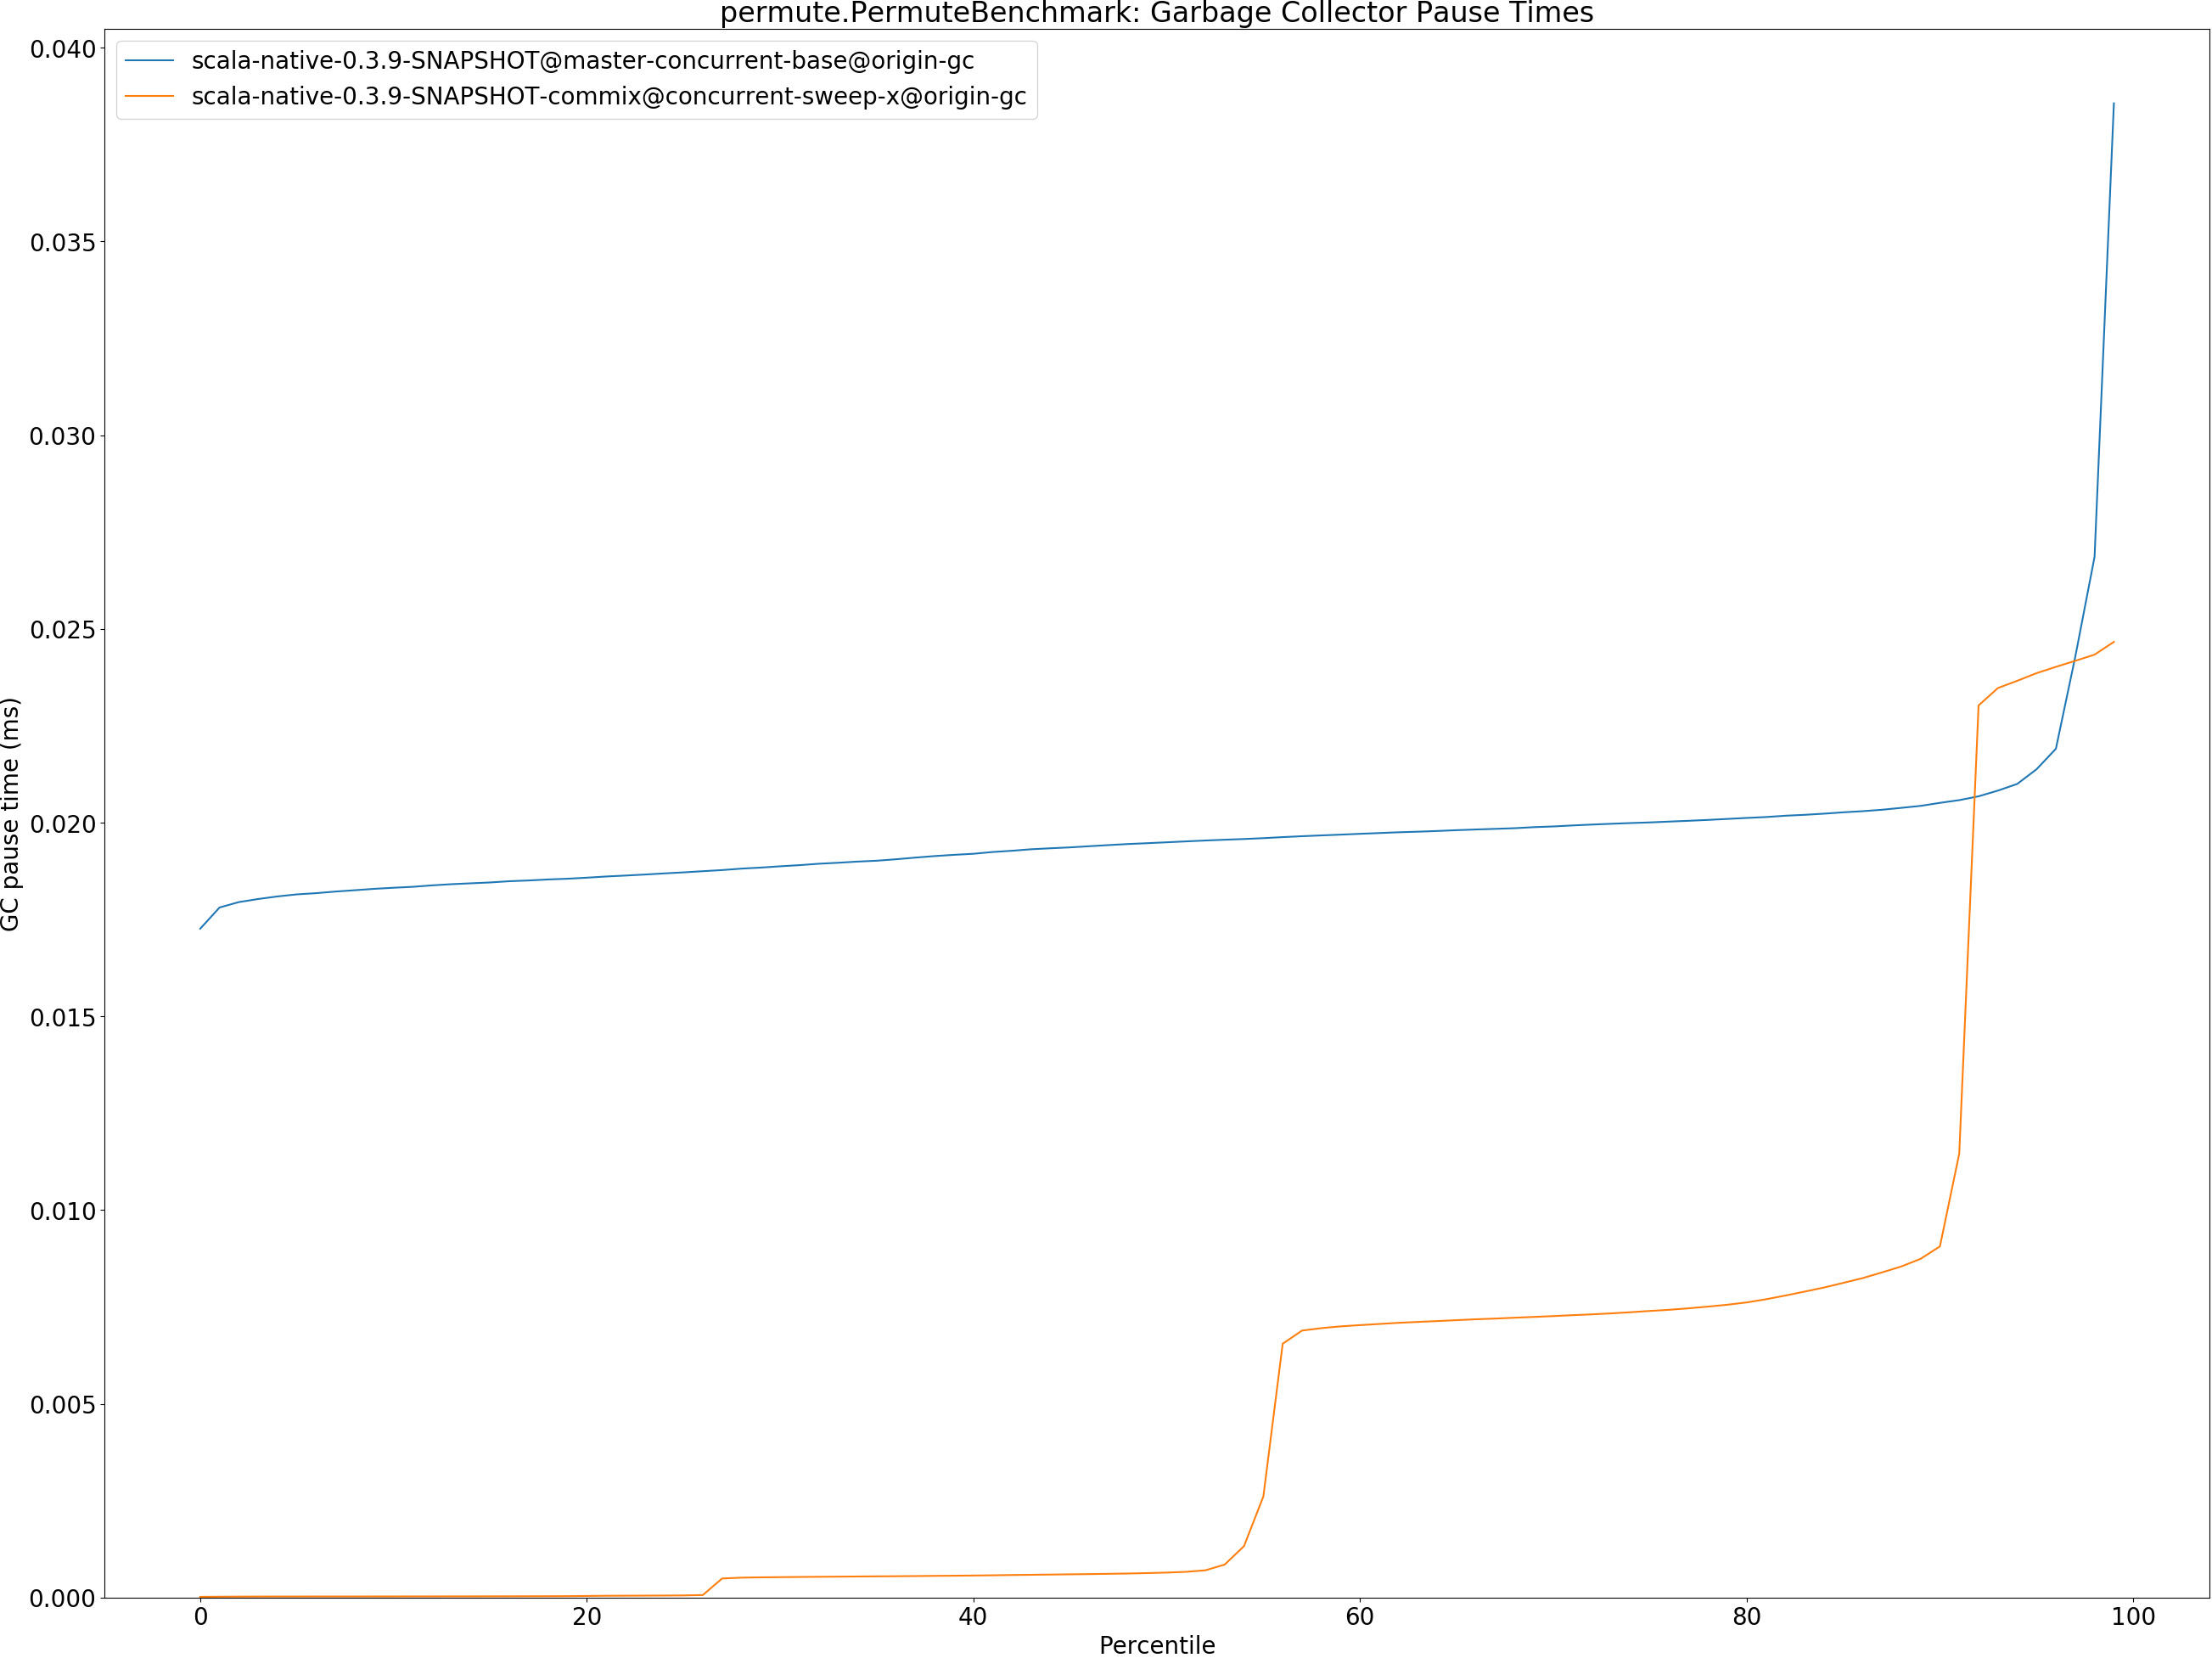 permute.PermuteBenchmark: Garbage Collector Pause Times
scala-native-0.3.9-SNAPSHOT@master-concurrent-base@origin-gc
scala-native-0.3.9-SNAPSHOT-commix@concurrent-sweep-x@origin-gc
GC pause time (ms)
0.040
0.035
0.030
0.025
0.020
0.015
0.010
0.005
0.000
0 20 40 60 80 100
Percentile